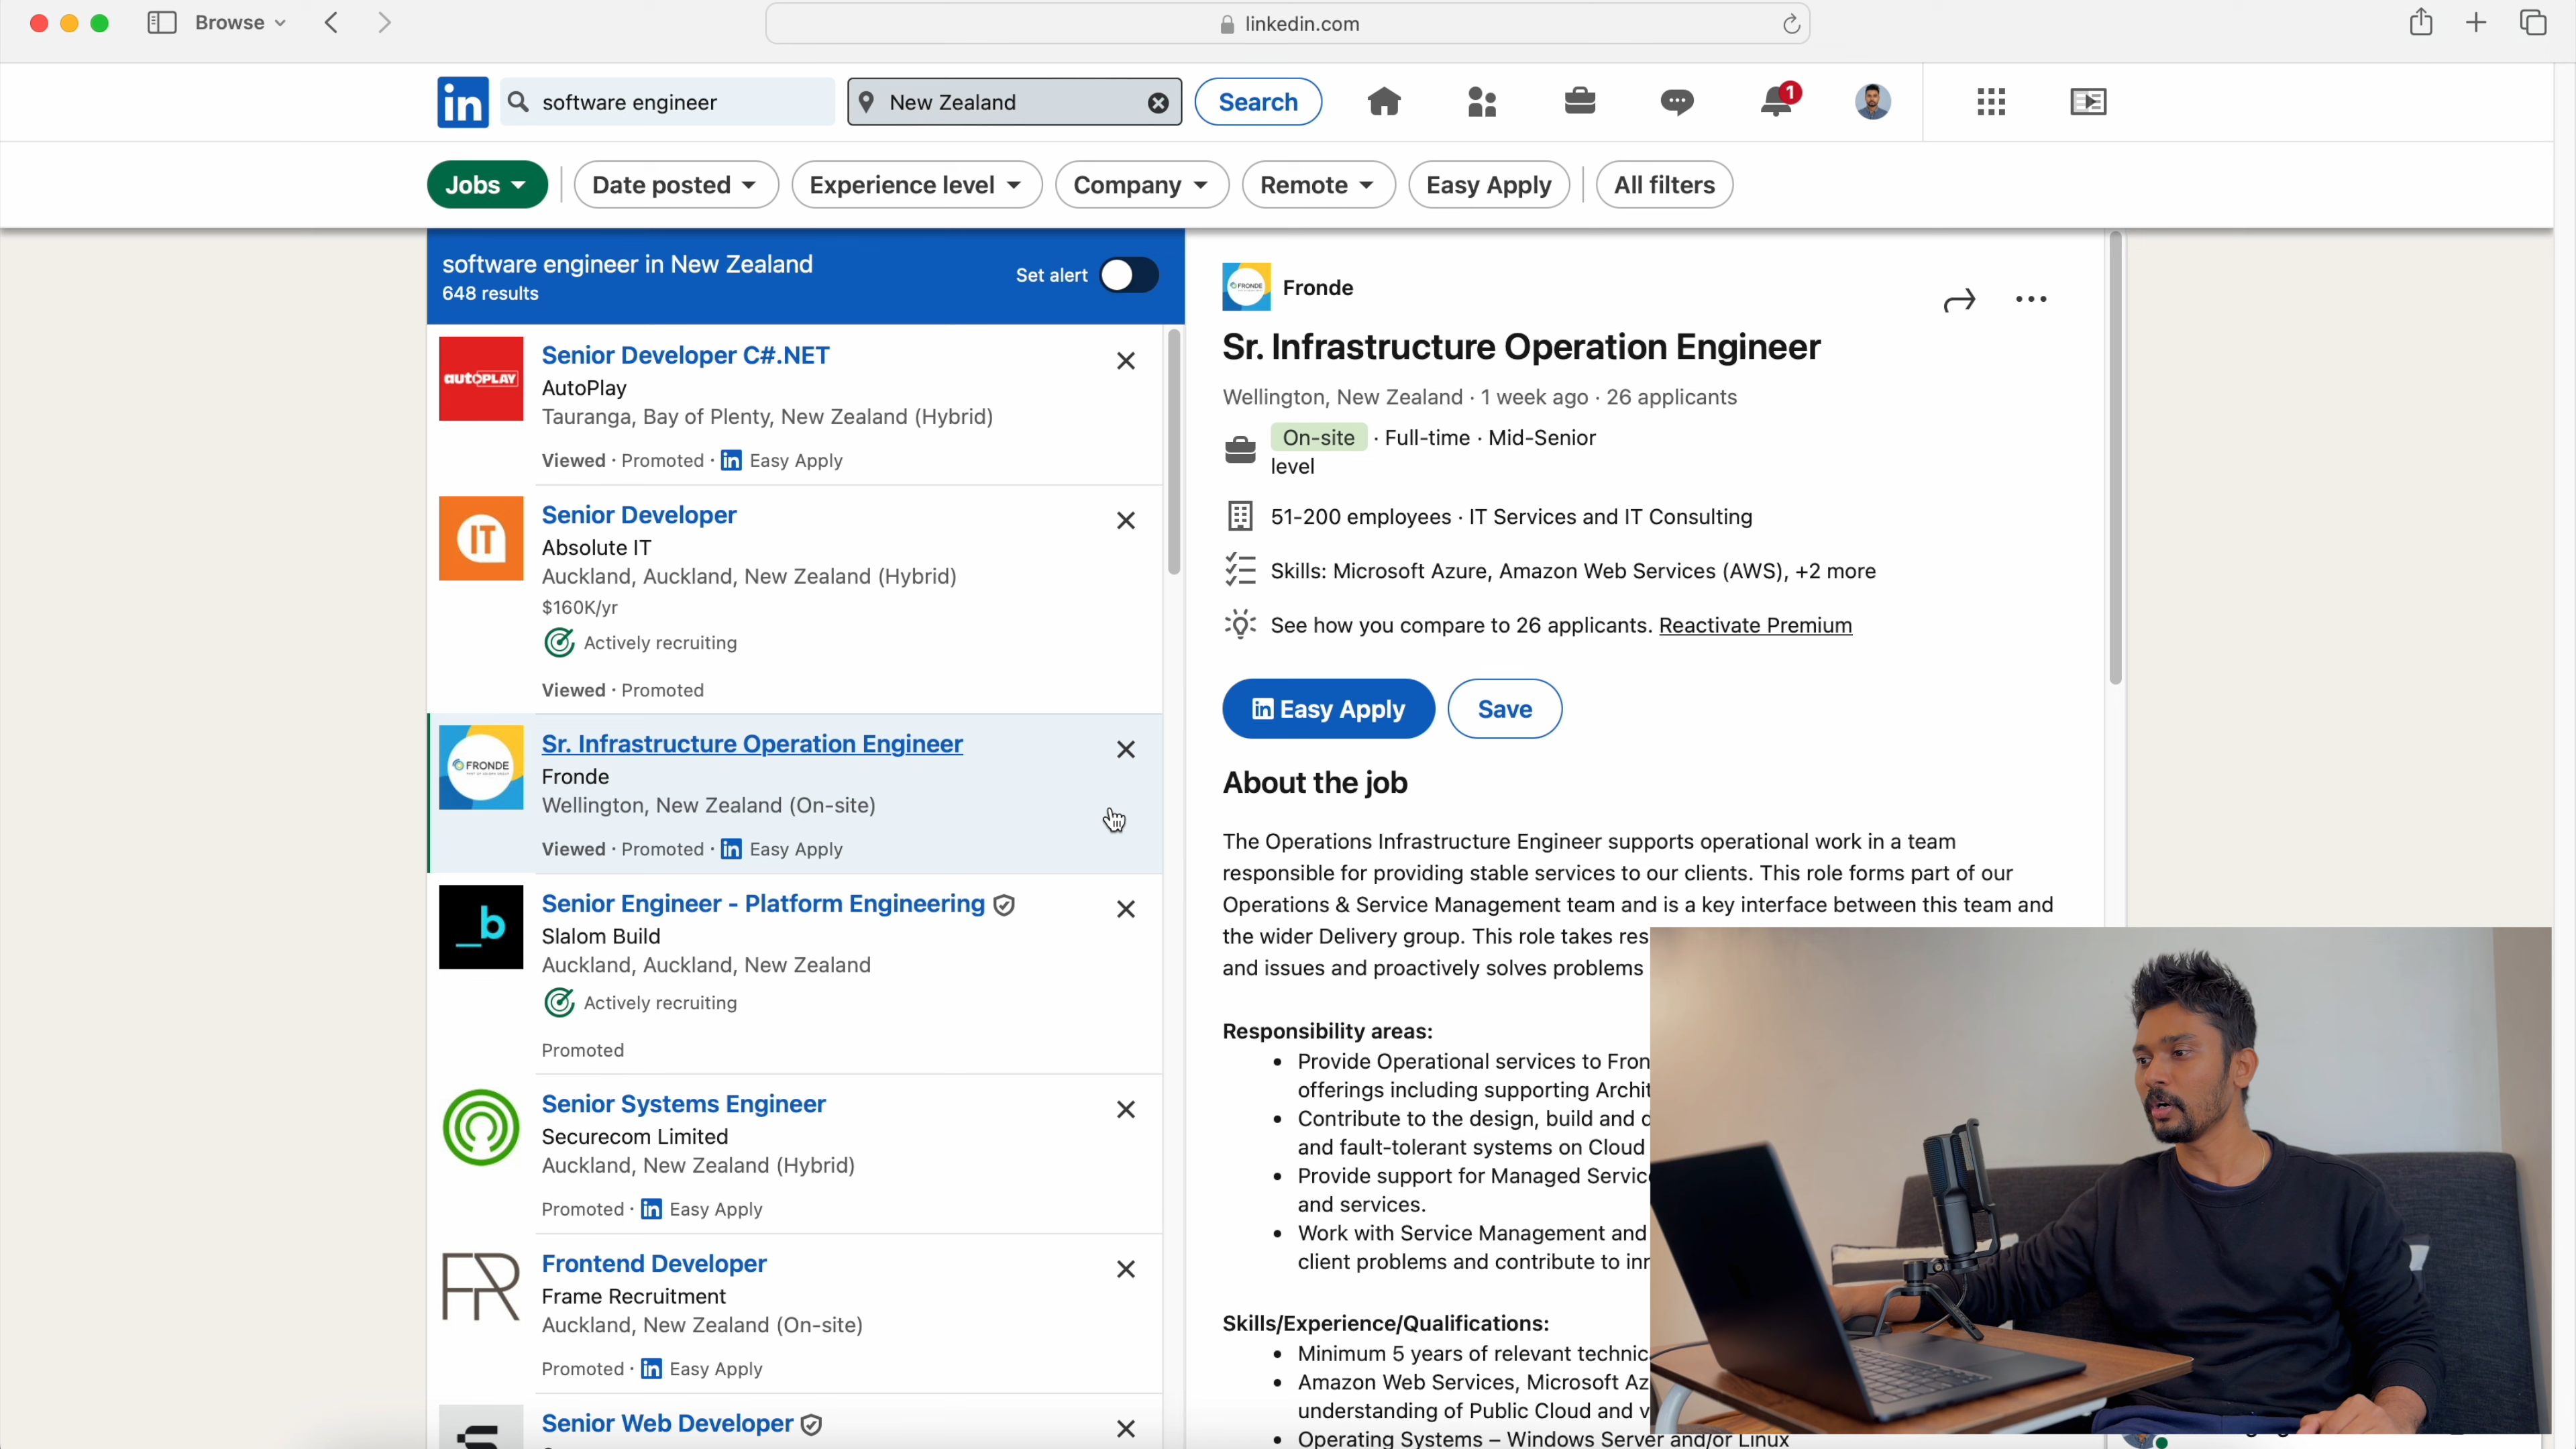 Browse
linkedin.com
in
software engineer
New Zealand
Search
1
Jobs
Date posted
Experience level
Company
Remote
Easy Apply
All filters
software engineer in New Zealand
648 results
Set alert
autoPLAY
Senior Developer C#.NET
AutoPlay
Tauranga, Bay of Plenty, New Zealand (Hybrid)
Viewed · Promoted · in Easy Apply
IT
Senior Developer
Absolute IT
Auckland, Auckland, New Zealand (Hybrid)
$160K/yr
Actively recruiting
Viewed · Promoted
FRONDE
Sr. Infrastructure Operation Engineer
Fronde
Wellington, New Zealand (On-site)
Viewed · Promoted · in Easy Apply
_b
Senior Engineer - Platform Engineering
Slalom Build
Auckland, Auckland, New Zealand
Actively recruiting
Promoted
Senior Systems Engineer
Securecom Limited
Auckland, New Zealand (Hybrid)
Promoted · in Easy Apply
FR
Frontend Developer
Frame Recruitment
Auckland, New Zealand (On-site)
Promoted · in Easy Apply
Senior Web Developer
FRONDE
Fronde
Sr. Infrastructure Operation Engineer
Wellington, New Zealand · 1 week ago · 26 applicants
On-site · Full-time · Mid-Senior
level
51-200 employees · IT Services and IT Consulting
Skills: Microsoft Azure, Amazon Web Services (AWS), +2 more
See how you compare to 26 applicants. Reactivate Premium
in Easy Apply
Save
About the job
The Operations Infrastructure Engineer supports operational work in a team
responsible for providing stable services to our clients. This role forms part of our
Operations & Service Management team and is a key interface between this team and
the wider Delivery group. This role takes res
and issues and proactively solves problems
Responsibility areas:
• Provide Operational services to Fron
offerings including supporting Archit
• Contribute to the design, build and
and fault-tolerant systems on Cloud
• Provide support for Managed Servic
and services.
• Work with Service Management and
client problems and contribute to inn
Skills/Experience/Qualifications:
• Minimum 5 years of relevant technic
• Amazon Web Services, Microsoft Az
understanding of Public Cloud and v
• Operating Systems – Windows Server and/or Linux